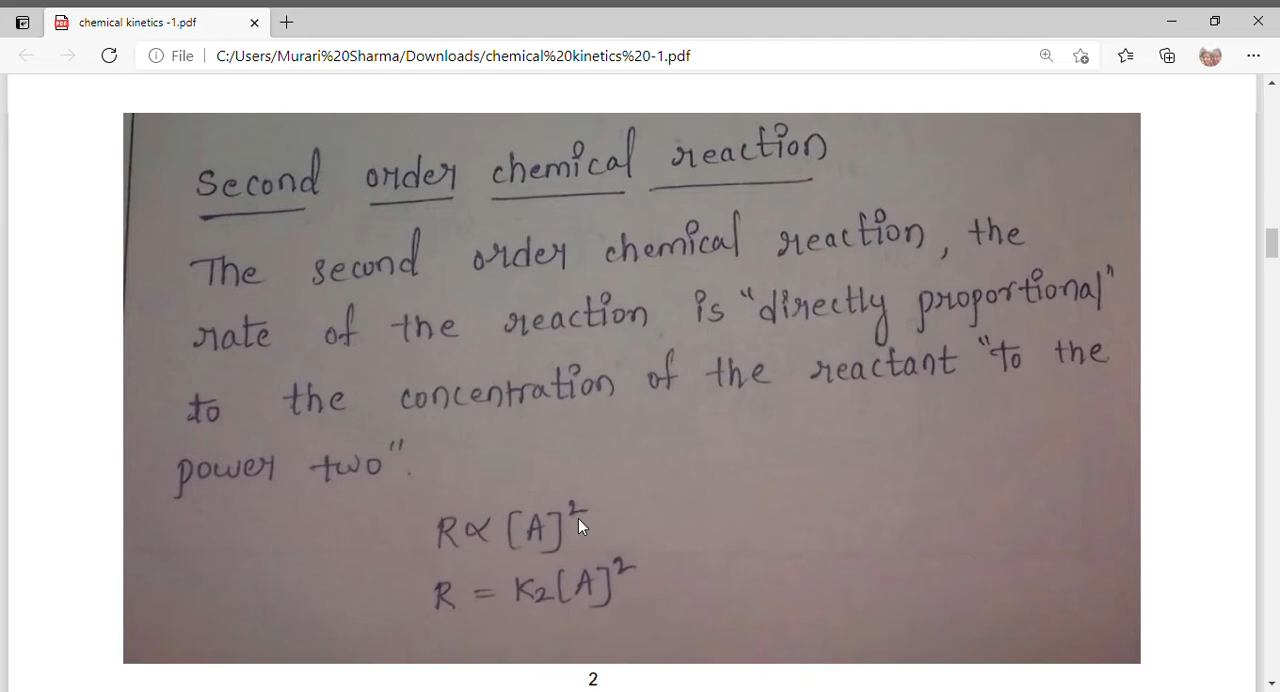 chemical kinetics -1.pdf
File C:/Users/Murari%20Sharma/Downloads/chemical%20kinetics%20-1.pdf
Second order chemical reaction
The second order chemical reaction, the
rate of the reaction is "directly proportional"
to the concentration of the reactant "to the
power two".
R ∝ [A]²
R = K₂[A]²
2